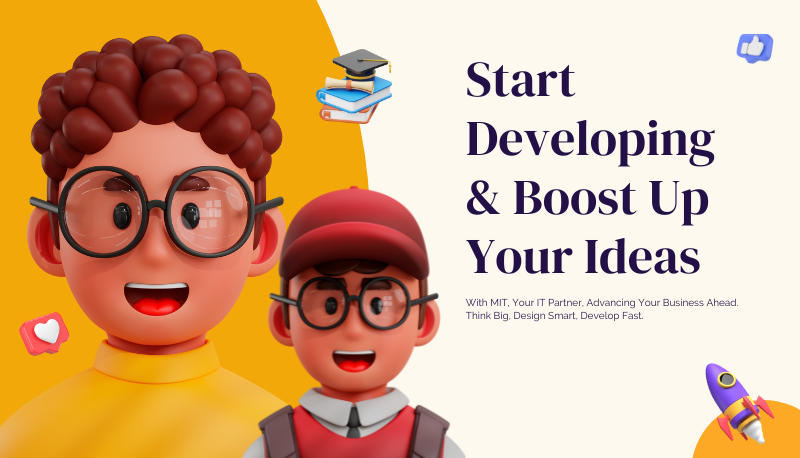 Start
Developing
& Boost Up
Your Ideas
With MIT, Your IT Partner, Advancing Your Business Ahead.
Think Big, Design Smart, Develop Fast.